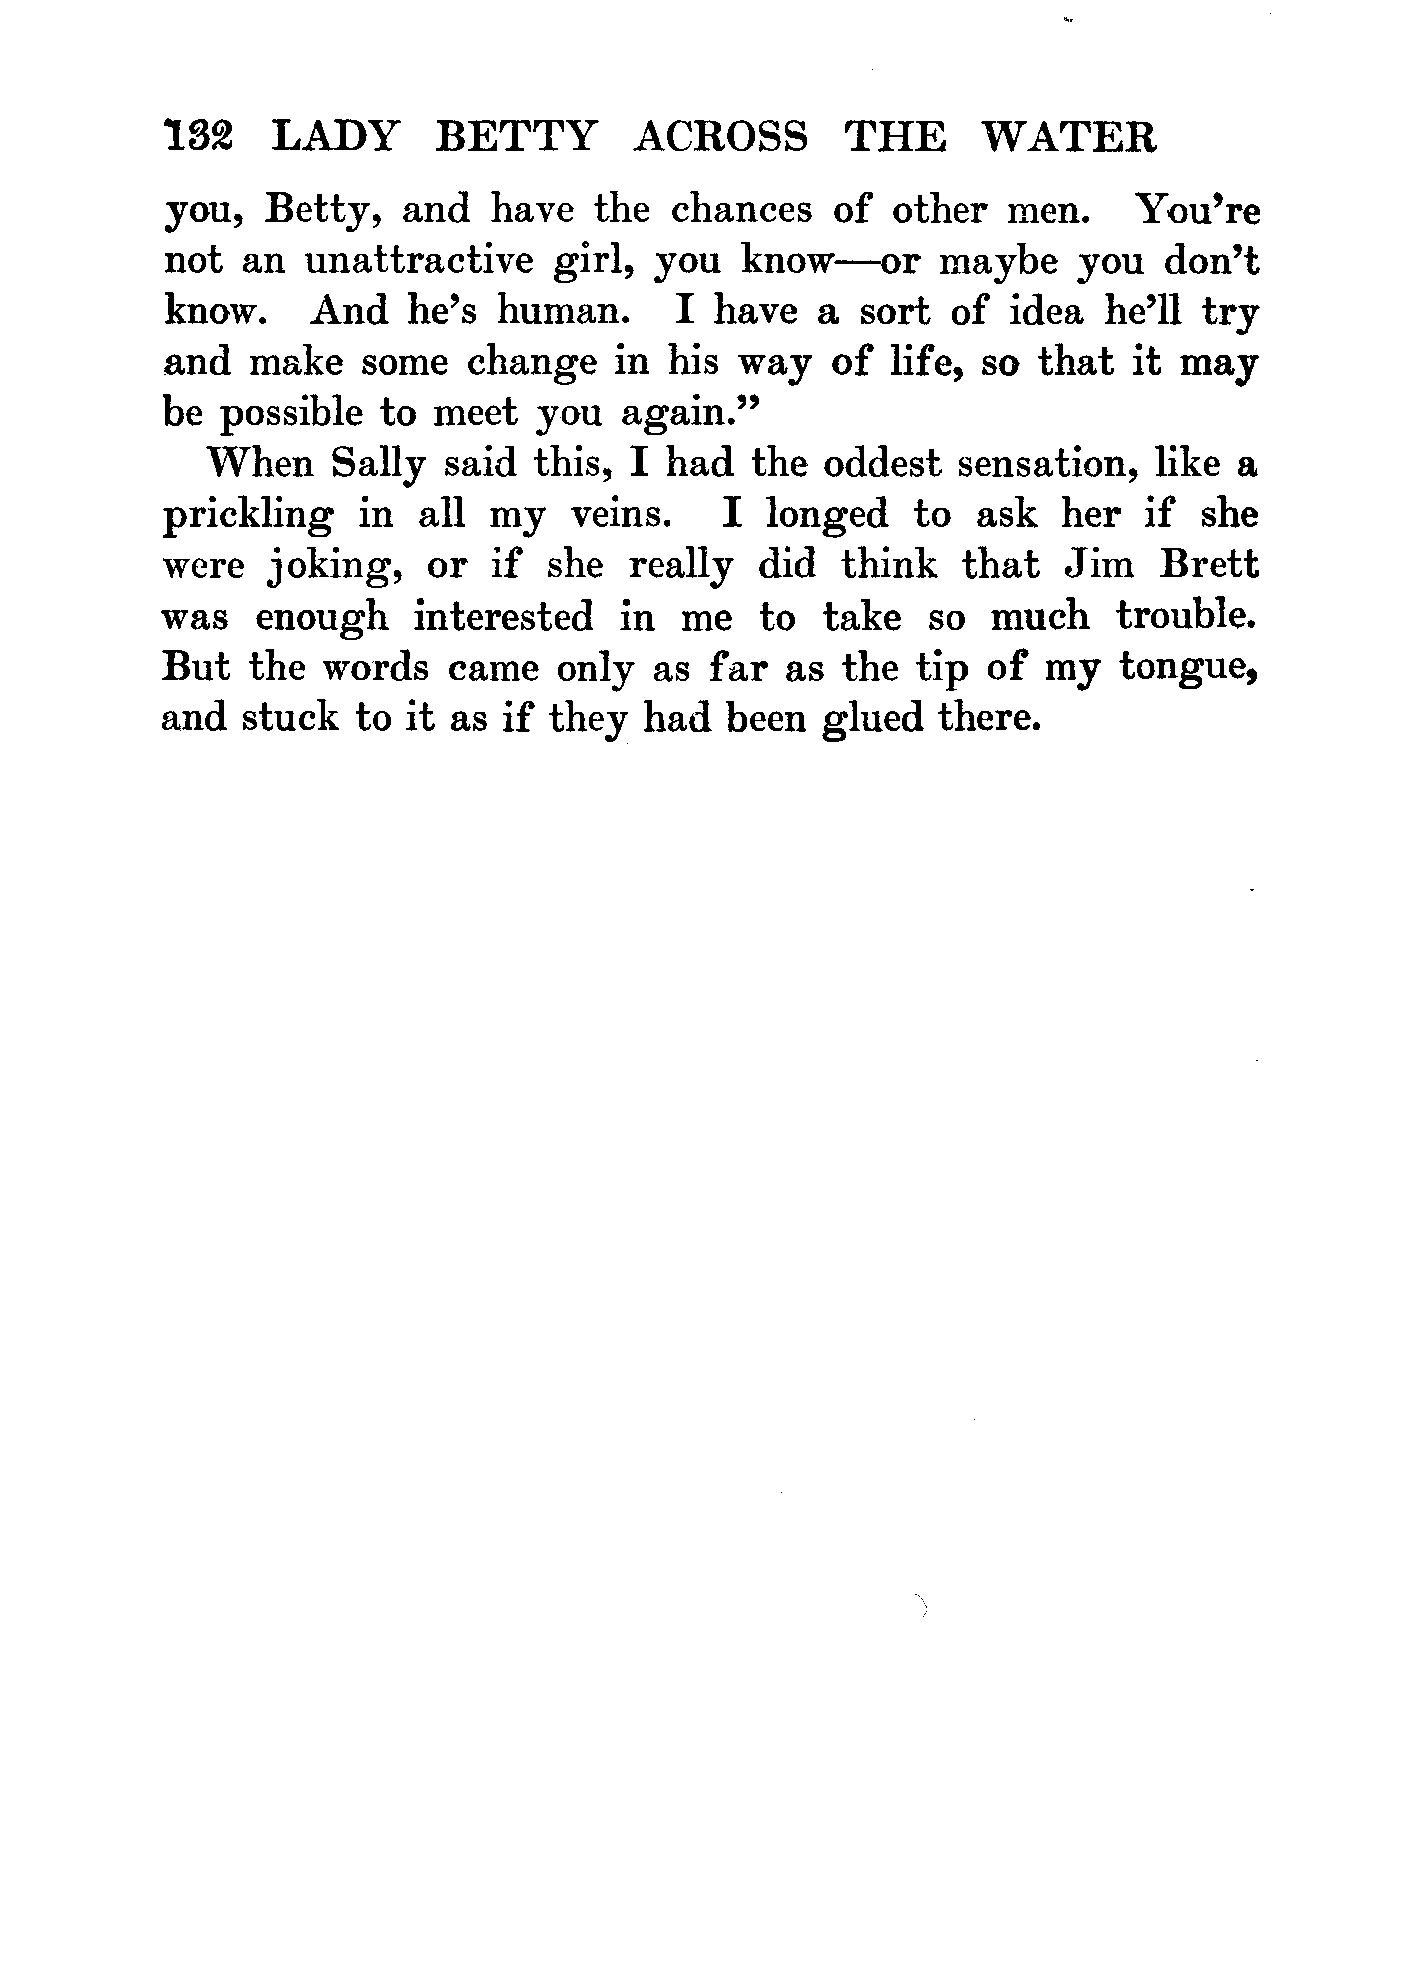 132 LADY BETTY ACROSS THE WATER
you, Betty, and have the chances of other men. You're
not an unattractive girl, you know—or maybe you don't
know. And he's human. I have a sort of idea he'll try
and make some change in his way of life, so that it may
be possible to meet you again."
When Sally said this, I had the oddest sensation, like a
prickling in all my veins. I longed to ask her if she
were joking, or if she really did think that Jim Brett
was enough interested in me to take so much trouble.
But the words came only as far as the tip of my tongue,
and stuck to it as if they had been glued there.